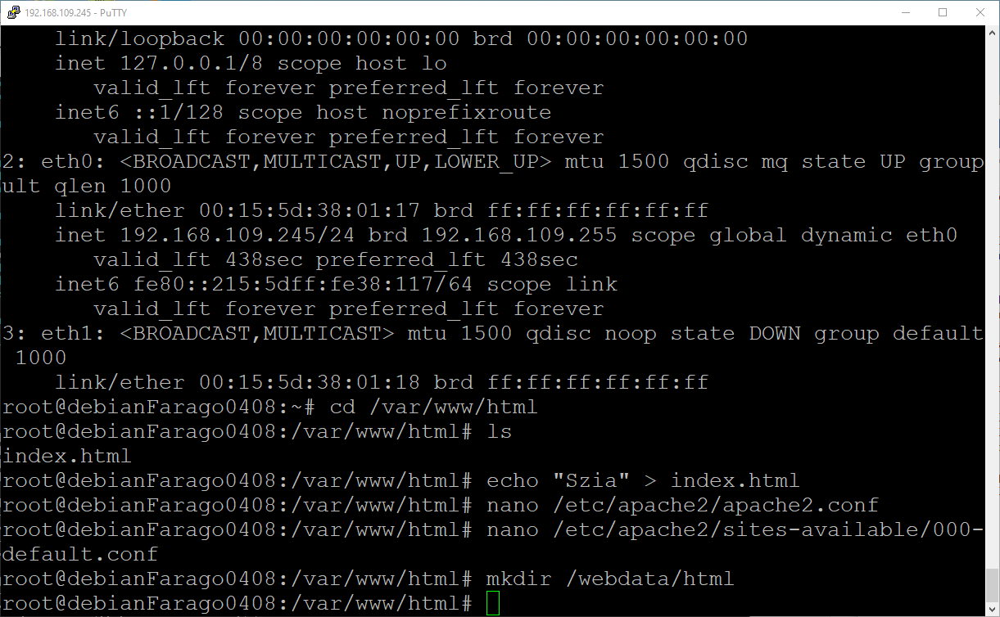 192.168.109.245 - PuTTY
link/loopback 00:00:00:00:00:00 brd 00:00:00:00:00:00
inet 127.0.0.1/8 scope host lo
valid_lft forever preferred_lft forever
inet6 ::1/128 scope host noprefixroute
valid_lft forever preferred_lft forever
2: eth0: <BROADCAST,MULTICAST,UP,LOWER_UP> mtu 1500 qdisc mq state UP group
ult qlen 1000
link/ether 00:15:5d:38:01:17 brd ff:ff:ff:ff:ff:ff
inet 192.168.109.245/24 brd 192.168.109.255 scope global dynamic eth0
valid_lft 438sec preferred_lft 438sec
inet6 fe80::215:5dff:fe38:117/64 scope link
valid_lft forever preferred_lft forever
3: eth1: <BROADCAST,MULTICAST> mtu 1500 qdisc noop state DOWN group default
1000
link/ether 00:15:5d:38:01:18 brd ff:ff:ff:ff:ff:ff
root@debianFarago0408:~# cd /var/www/html
root@debianFarago0408:/var/www/html# ls
index.html
root@debianFarago0408:/var/www/html# echo "Szia" > index.html
root@debianFarago0408:/var/www/html# nano /etc/apache2/apache2.conf
root@debianFarago0408:/var/www/html# nano /etc/apache2/sites-available/000-
default.conf
root@debianFarago0408:/var/www/html# mkdir /webdata/html
root@debianFarago0408:/var/www/html#